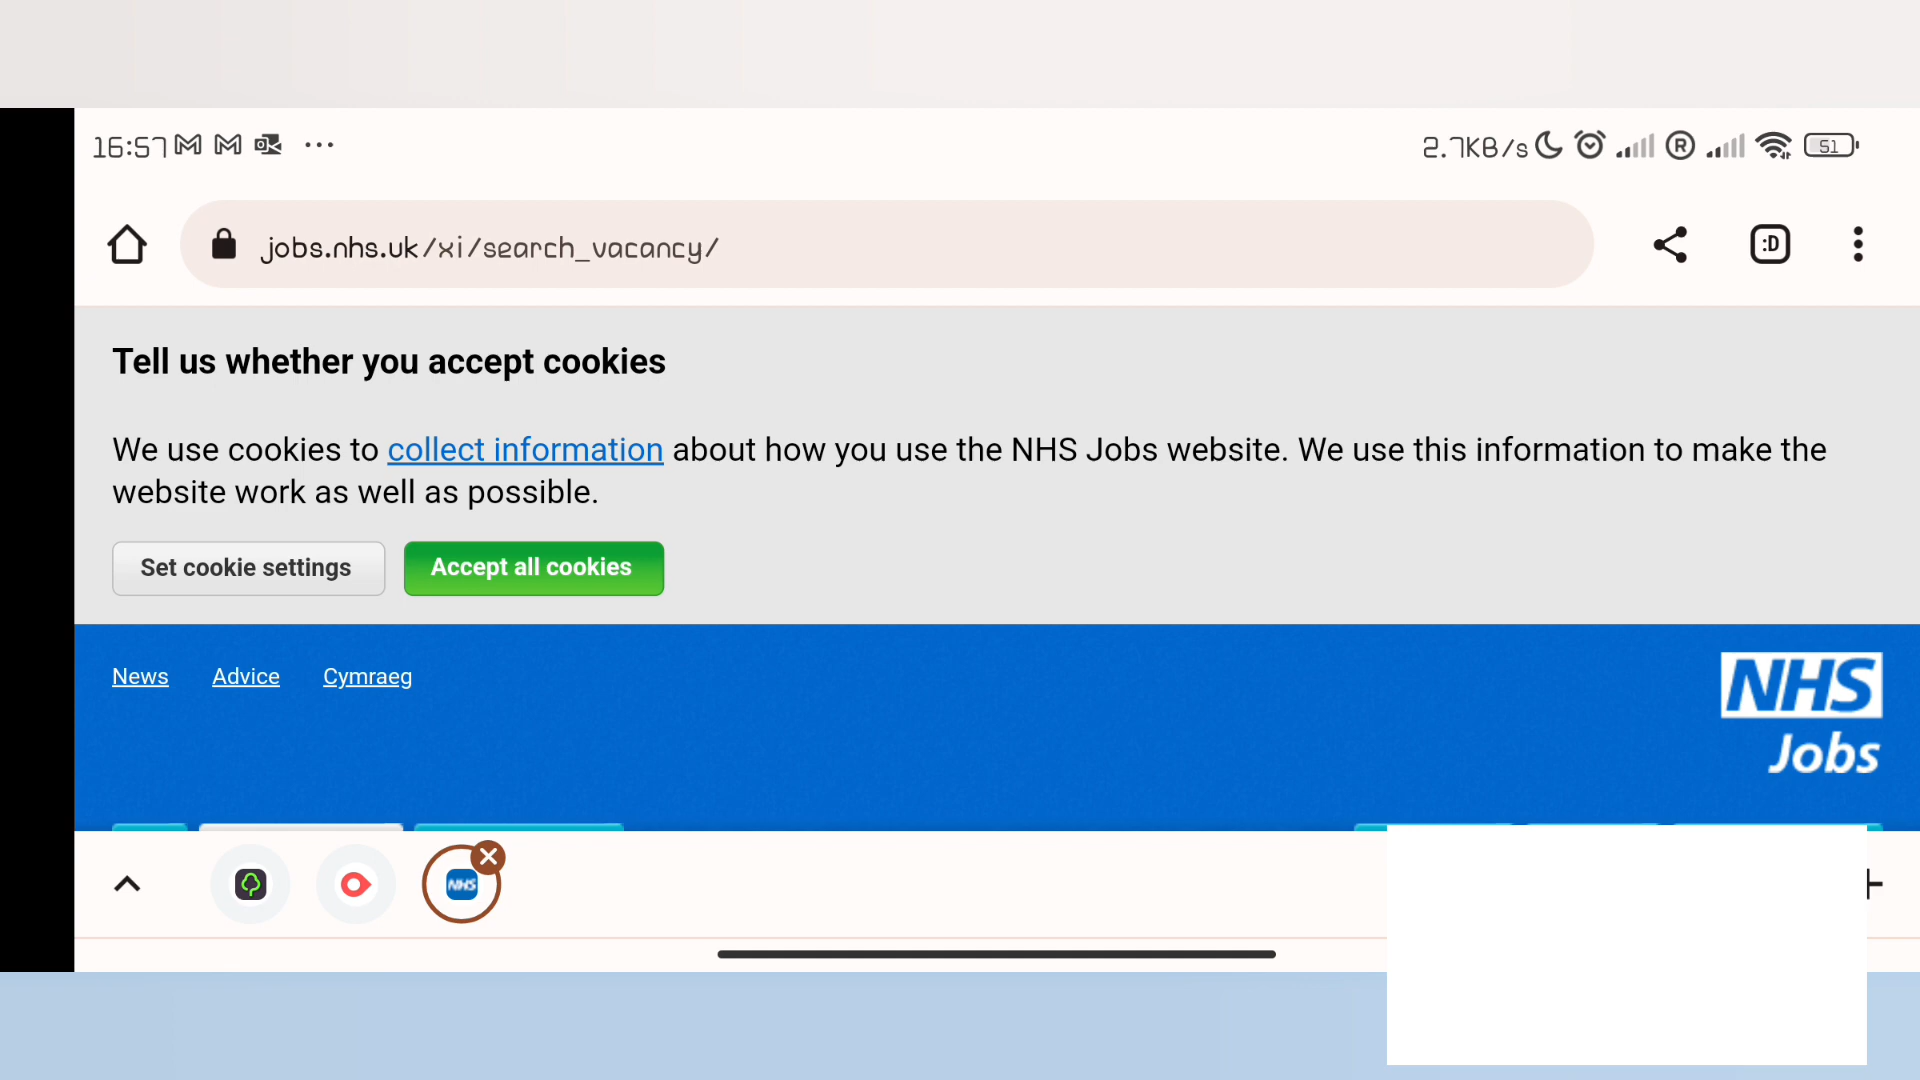 16:57
2.7KB/s
R
51
jobs.nhs.uk/xi/search_vacancy/
:D
Tell us whether you accept cookies
We use cookies to collect information about how you use the NHS Jobs website. We use this information to make the
website work as well as possible.
Set cookie settings
Accept all cookies
News
Advice
Cymraeg
NHS
Jobs
NHS